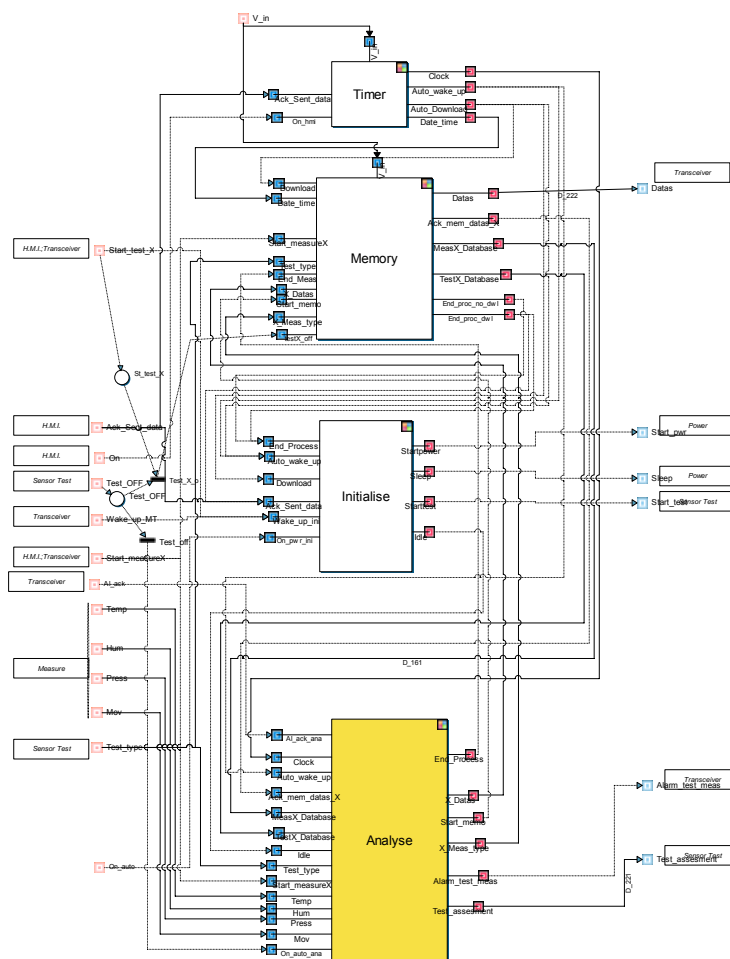 V_in
V_I
Timer
Ack_Sent_data
On_hmi
Clock
Auto_wake_up
Auto_Download
Date_time
V_I
Memory
Download
Date_time
Start_measureX
Test_type
End_Meas
X_Datas
Start_memo
X_Meas_type
TestX_off
Datas
D_222
Ack_mem_datas_X
MeasX_Database
TestX_Database
End_proc_no_dwl
End_proc_dwl
Transceiver
Datas
H.M.I.;Transceiver
Start_test_X
St_test_X
H.M.I.
Ack_Sent_data
H.M.I.
On
Sensor Test
Test_OFF
Test_OFF
Test_X_o
Transceiver
Wake_up_MT
Test_off
H.M.I.;Transceiver
Start_measureX
Transceiver
Al_ack
Initialise
End_Process
Auto_wake_up
Download
Ack_Sent_data
Wake_up_ini
On_pwr_ini
Startpower
Sleep
Starttest
Idle
Power
Start_pwr
Power
Sleep
Sensor Test
Start_test
Measure
Temp
Hum
Press
Mov
D_161
Sensor Test
Test_type
On_auto
Analyse
Al_ack_ana
Clock
Auto_wake_up
Ack_mem_datas_X
MeasX_Database
TestX_Database
Idle
Test_type
Start_measureX
Temp
Hum
Press
Mov
On_auto_ana
End_Process
X_Datas
Start_memo
X_Meas_type
Alarm_test_meas
Test_assesment
D_221
Transceiver
Alarm_test_meas
Sensor Test
Test_assesment